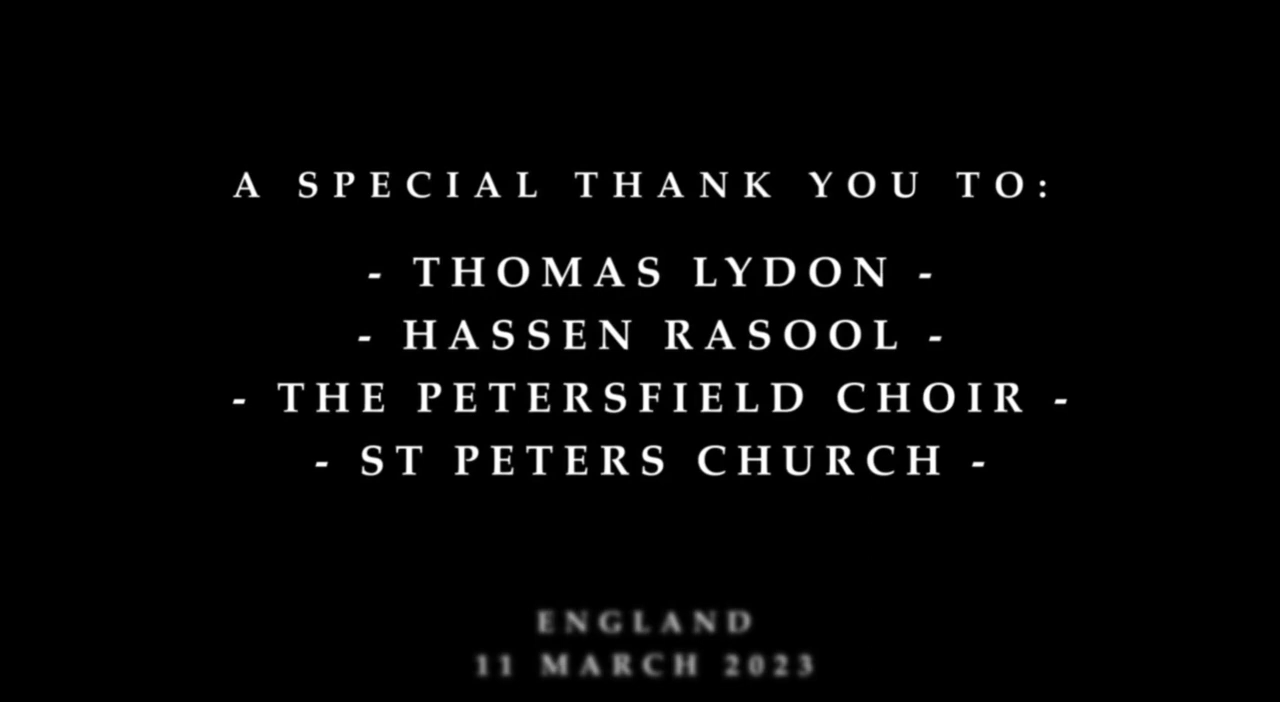 A SPECIAL THANK YOU TO:
- THOMAS LYDON -
- HASSEN RASOOL -
- THE PETERSFIELD CHOIR -
- ST PETERS CHURCH -
ENGLAND
11 MARCH 2023